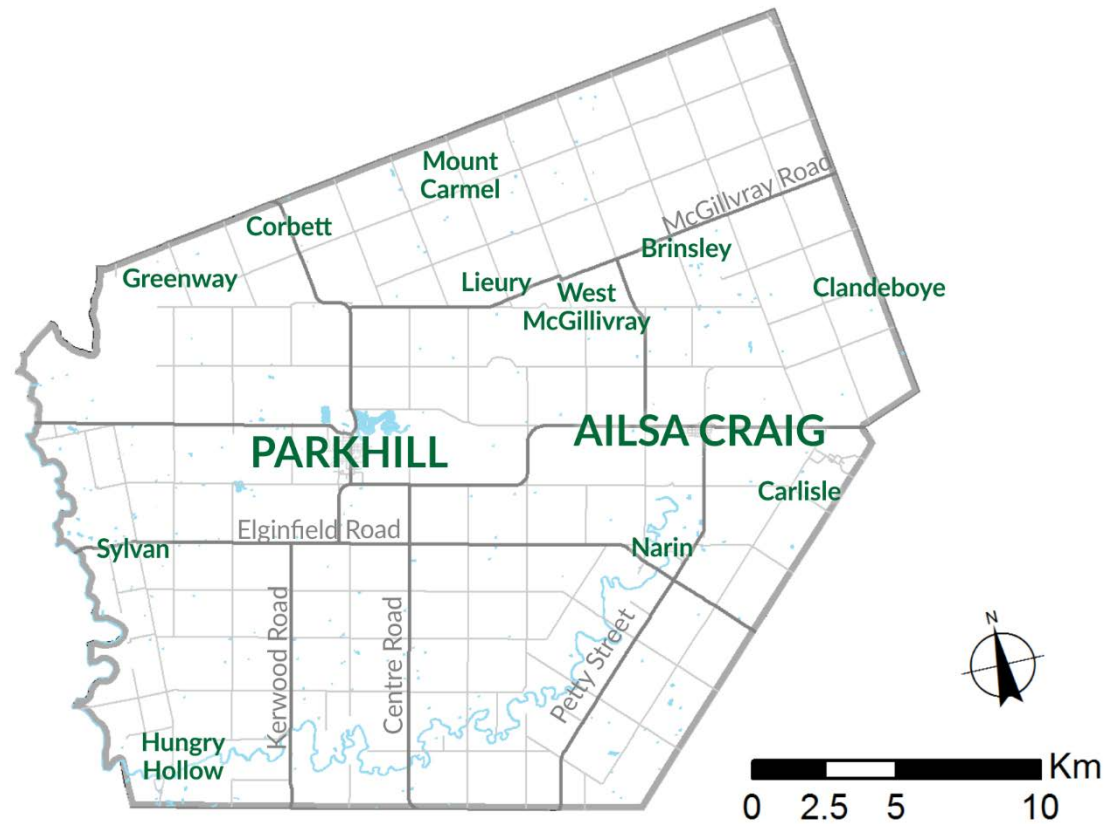 Mount
Carmel
McGillvray Road
Corbett
Brinsley
Greenway
Lieury
West
McGillivray
Clandeboye
AILSA CRAIG
PARKHILL
Carlisle
Elginfield Road
Sylvan
Narin
Kerwood Road
Centre Road
Petty Street
N
Hungry
Hollow
Km
0 2.5 5 10